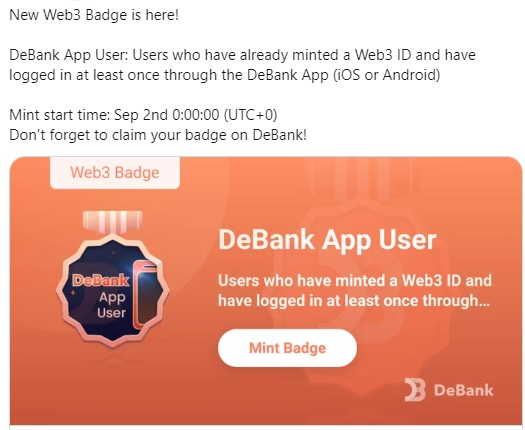 New Web3 Badge is here!
DeBank App User: Users who have already minted a Web3 ID and have
logged in at least once through the DeBank App (iOS or Android)
Mint start time: Sep 2nd 0:00:00 (UTC+0)
Don't forget to claim your badge on DeBank!
Web3 Badge
DeBank
App
User
DeBank App User
Users who have minted a Web3 ID and
have logged in at least once through...
Mint Badge
DeBank